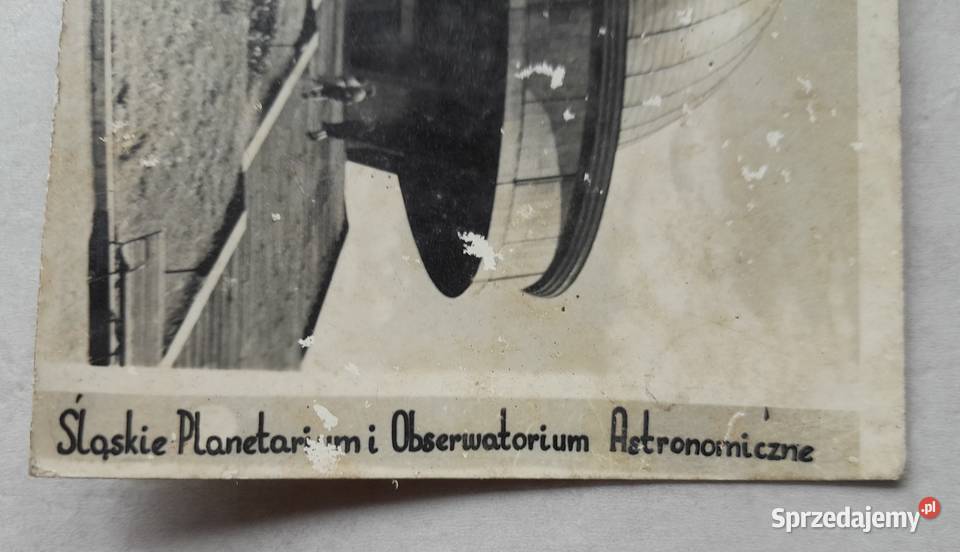 Śląskie Planetarium i Obserwatorium Astronomiczne
Sprzedajemy.pl